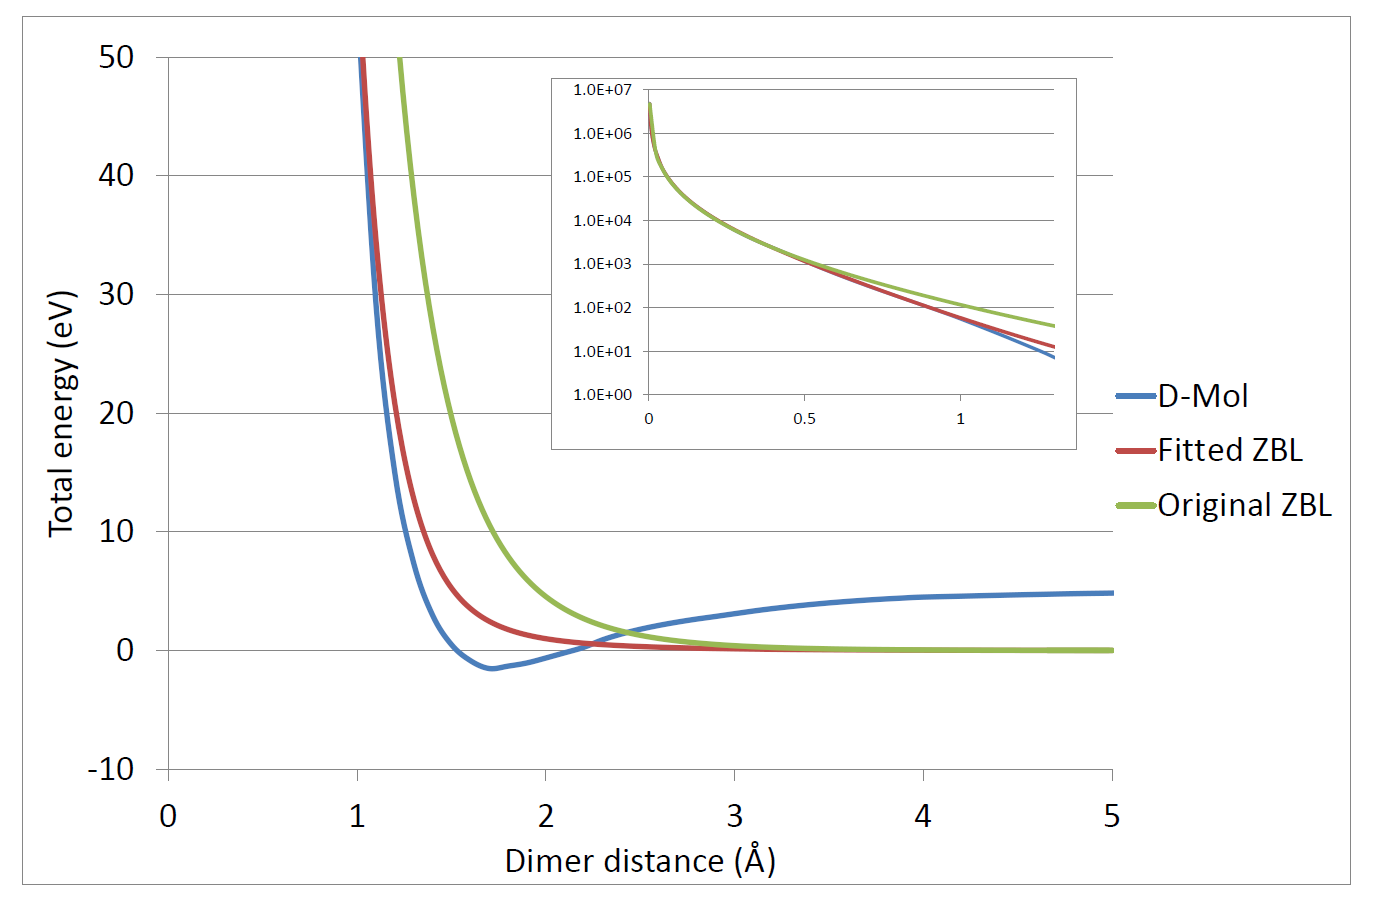 50
40
30
20
10
0
-10
Total energy (eV)
0
1
2
3
4
5
Dimer distance (Å)
1.0E+07
1.0E+06
1.0E+05
1.0E+04
1.0E+03
1.0E+02
1.0E+01
1.0E+00
0
0.5
1
D-Mol
Fitted ZBL
Original ZBL